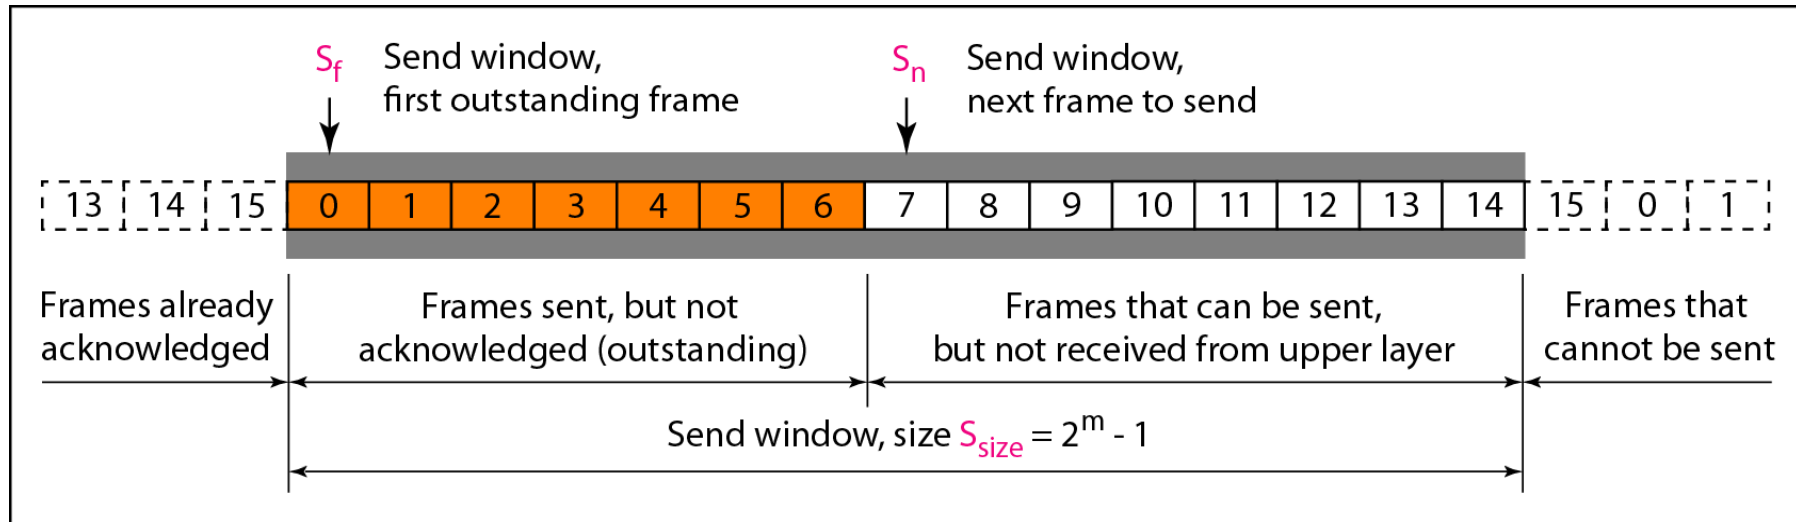 Sf Send window,
first outstanding frame
Sn Send window,
next frame to send
13 14 15 0 1 2 3 4 5 6 7 8 9 10 11 12 13 14 15 0 1
Frames already
acknowledged
Frames sent, but not
acknowledged (outstanding)
Frames that can be sent,
but not received from upper layer
Frames that
cannot be sent
Send window, size Ssize = 2^m - 1